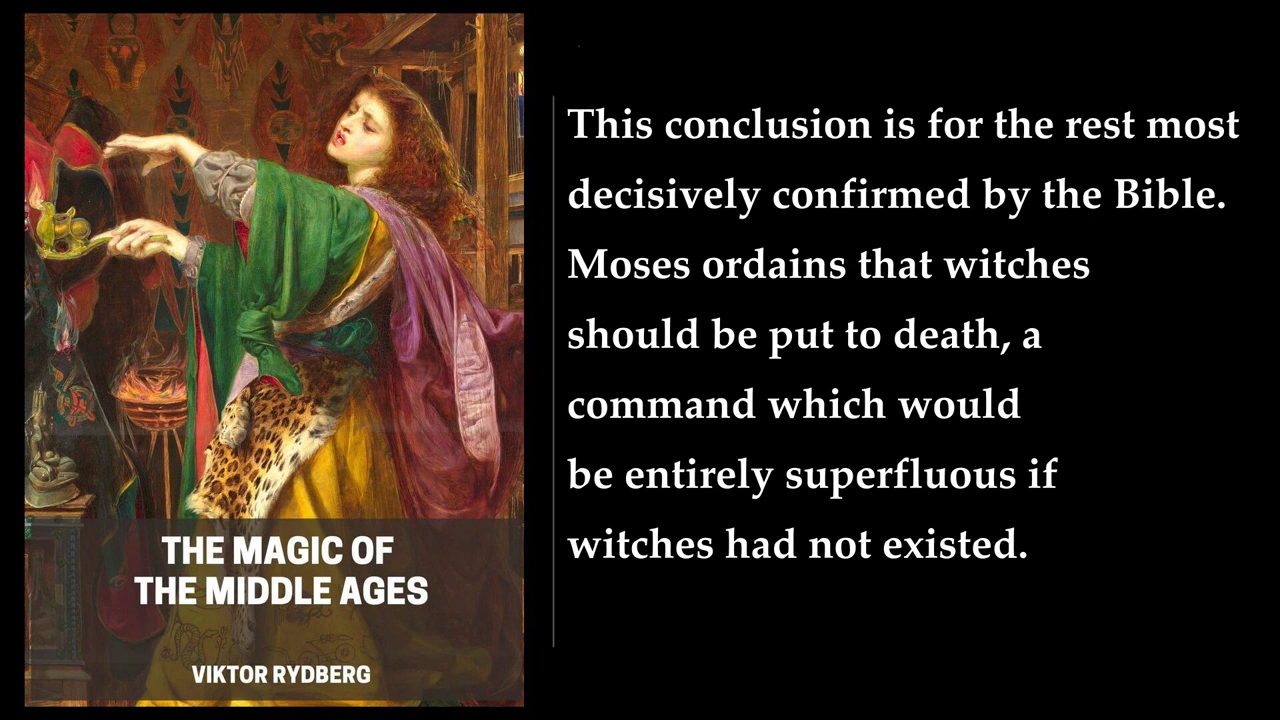 THE MAGIC OF
THE MIDDLE AGES
VIKTOR RYDBERG
This conclusion is for the rest most
decisively confirmed by the Bible.
Moses ordains that witches
should be put to death, a
command which would
be entirely superfluous if
witches had not existed.